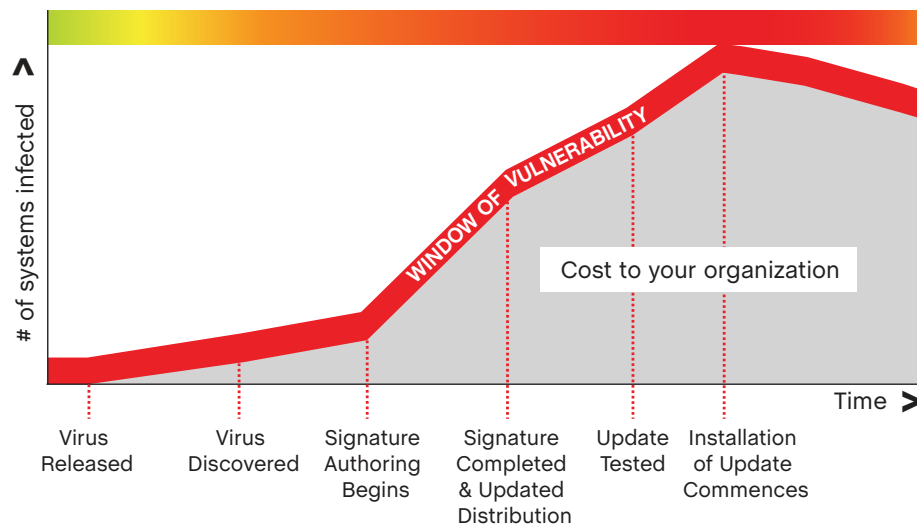 # of systems infected >
WINDOW OF VULNERABILITY
Cost to your organization
Time >
Virus
Released
Virus
Discovered
Signature
Authoring
Begins
Signature
Completed
& Updated
Distribution
Update
Tested
Installation
of Update
Commences